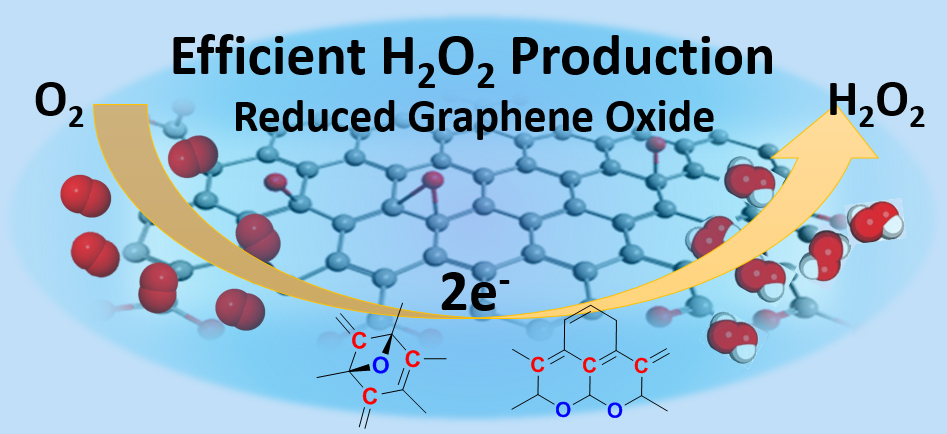 Efficient H₂O₂ Production
O₂
H₂O₂
Reduced Graphene Oxide
2e⁻
C
C
O
C
C
C
C
O
O